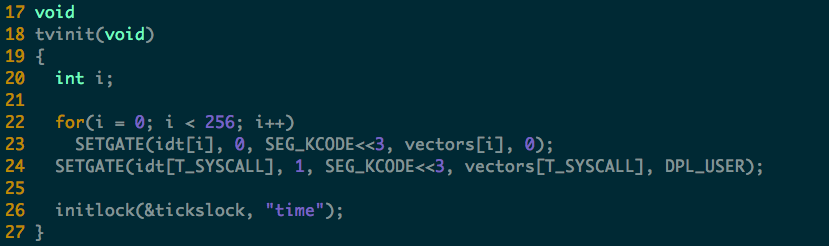 17 void
18 tvinit(void)
19 {
20   int i;
21
22   for(i = 0; i < 256; i++)
23     SETGATE(idt[i], 0, SEG_KCODE<<3, vectors[i], 0);
24   SETGATE(idt[T_SYSCALL], 1, SEG_KCODE<<3, vectors[T_SYSCALL], DPL_USER);
25
26   initlock(&tickslock, "time");
27 }